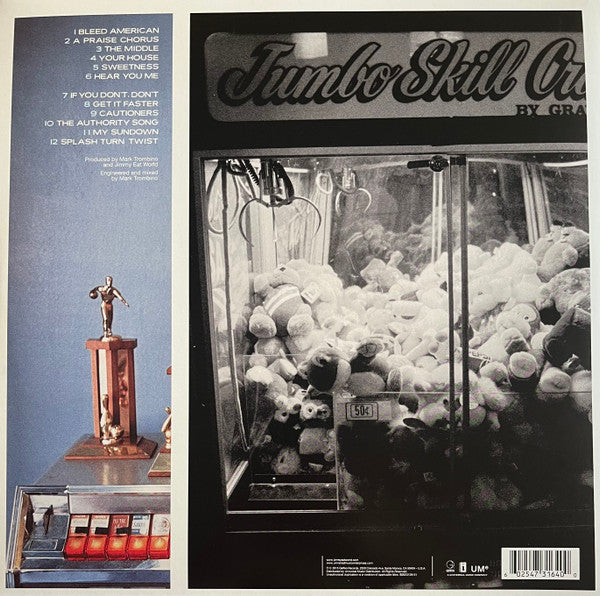 1 BLEED AMERICAN
2 A PRAISE CHORUS
3 THE MIDDLE
4 YOUR HOUSE
5 SWEETNESS
6 HEAR YOU ME
7 IF YOU DON'T, DON'T
8 GET IT FASTER
9 CAUTIONERS
10 THE AUTHORITY SONG
11 MY SUNDOWN
12 SPLASH TURN TWIST
Produced by Mark Trombino
and Jimmy Eat World
Engineered and mixed
by Mark Trombino
Jumbo Skill Cr
BY GRA
50¢
UMe
6 02547 31640 0